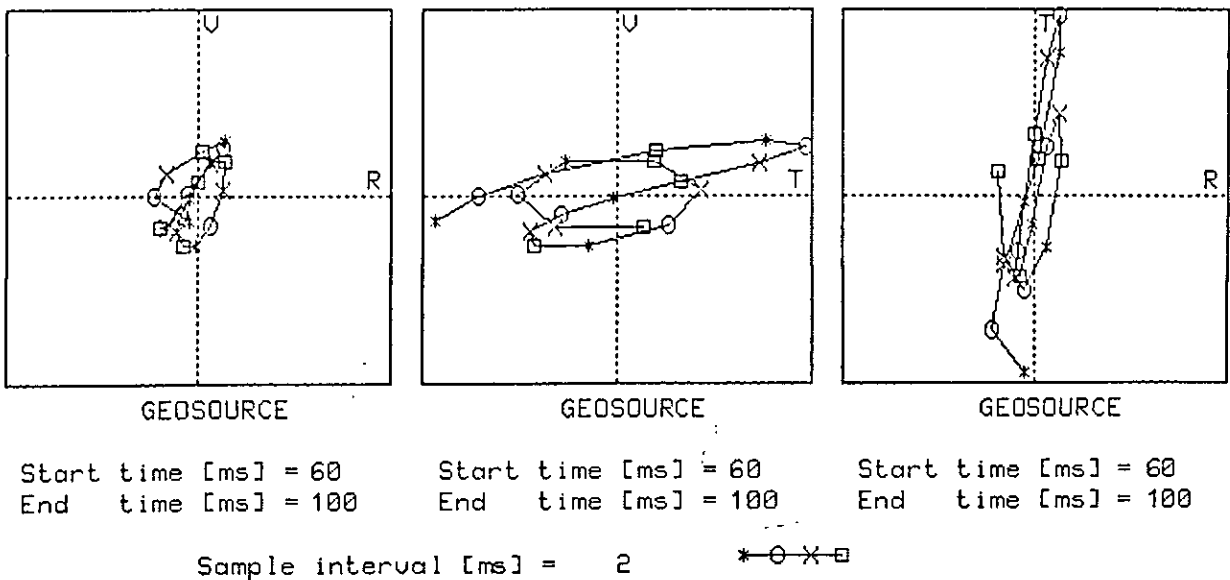 V
R
V
T
T
R
GEOSOURCE
GEOSOURCE
GEOSOURCE
Start time [ms] = 60
End time [ms] = 100
Start time [ms] = 60
End time [ms] = 100
Start time [ms] = 60
End time [ms] = 100
Sample interval [ms] = 2